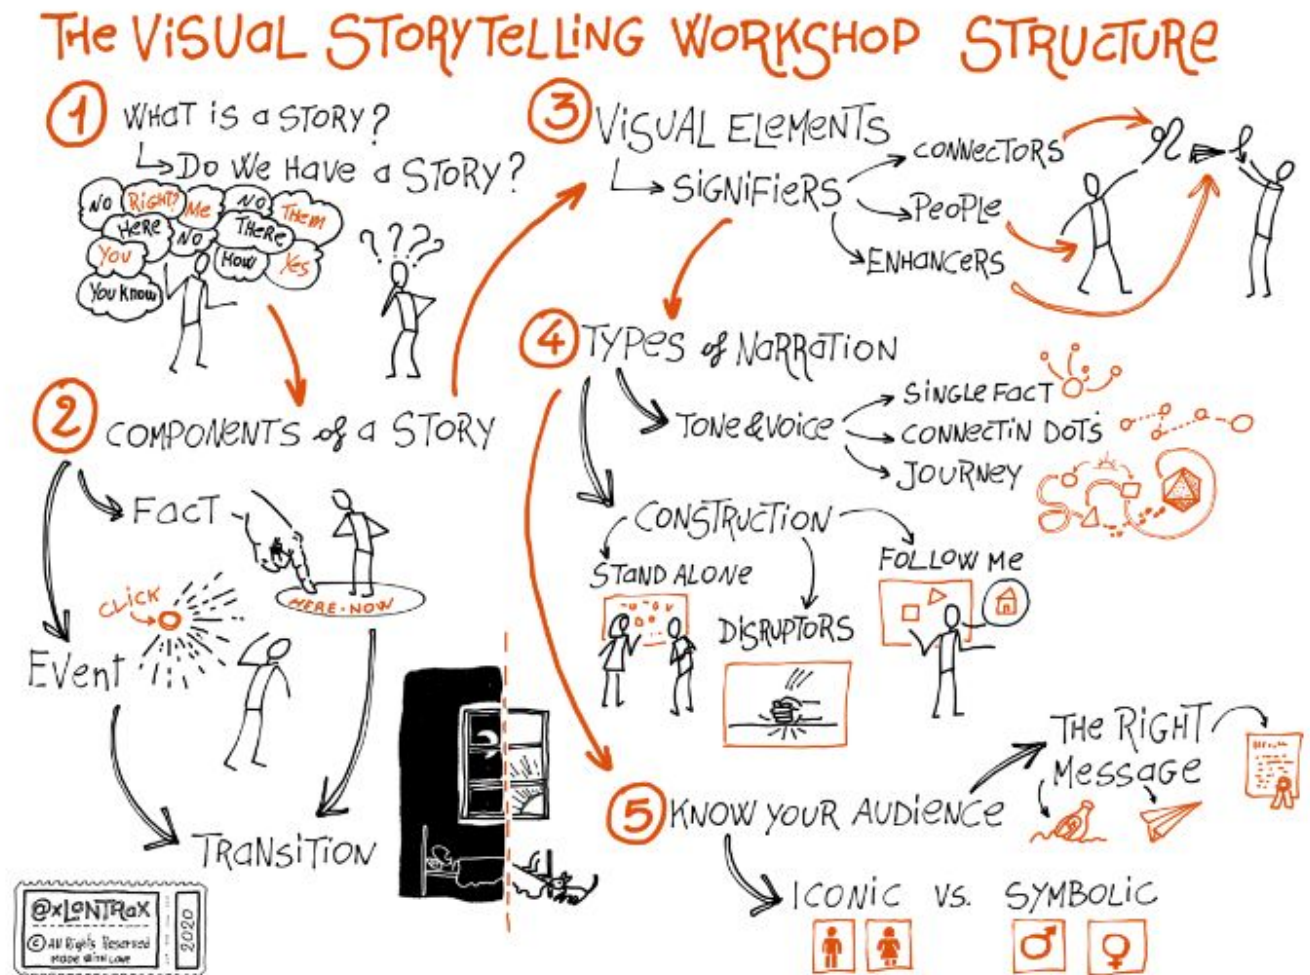 THE VISUAL STORYTELLING WORKSHOP STRUCTURE
1
WHAT IS a STORY?
DO WE HAVE a STORY?
NO
RIGHT?
Me
NO
THEM
HERE
NO
THERE
YOU
HOW
Yes
YOU KNOW
? ? ? ?
2
COMPONENTS of a STORY
FACT
HERE · NOW
CLICK
EVENT
TRANSITION
3
VISUAL ELEMENTS
SIGNIFIERS
CONNECTORS
PEOPLE
ENHANCERS
4
TYPES of NARRATION
TONE & VOICE
SINGLE FACT
CONNECTIN DOTS
JOURNEY
CONSTRUCTION
STAND ALONE
DISRUPTORS
FOLLOW ME
5
KNOW YOUR AUDIENCE
THE RIGHT
MESSAGE
ICONIC VS. SYMBOLIC
@xLONTRax
© All Rights Reserved
MADE WITH LOVE
2020